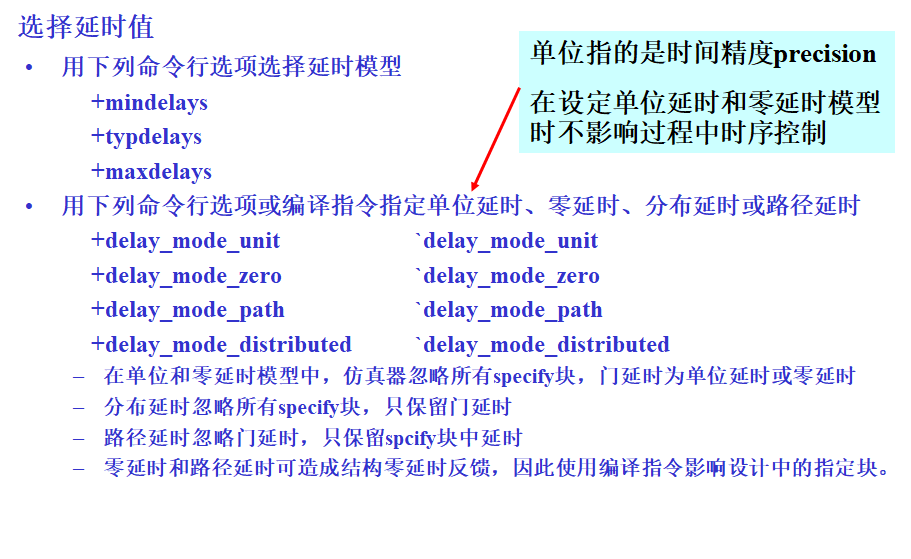 选择延时值
• 用下列命令行选项选择延时模型
+mindelays
+typdelays
+maxdelays
单位指的是时间精度precision
在设定单位延时和零延时模型
时不影响过程中时序控制
• 用下列命令行选项或编译指令指定单位延时、零延时、分布延时或路径延时
+delay_mode_unit `delay_mode_unit
+delay_mode_zero `delay_mode_zero
+delay_mode_path `delay_mode_path
+delay_mode_distributed `delay_mode_distributed
– 在单位和零延时模型中，仿真器忽略所有specify块，门延时为单位延时或零延时
– 分布延时忽略所有specify块，只保留门延时
– 路径延时忽略门延时，只保留spcify块中延时
– 零延时和路径延时可造成结构零延时反馈，因此使用编译指令影响设计中的指定块。